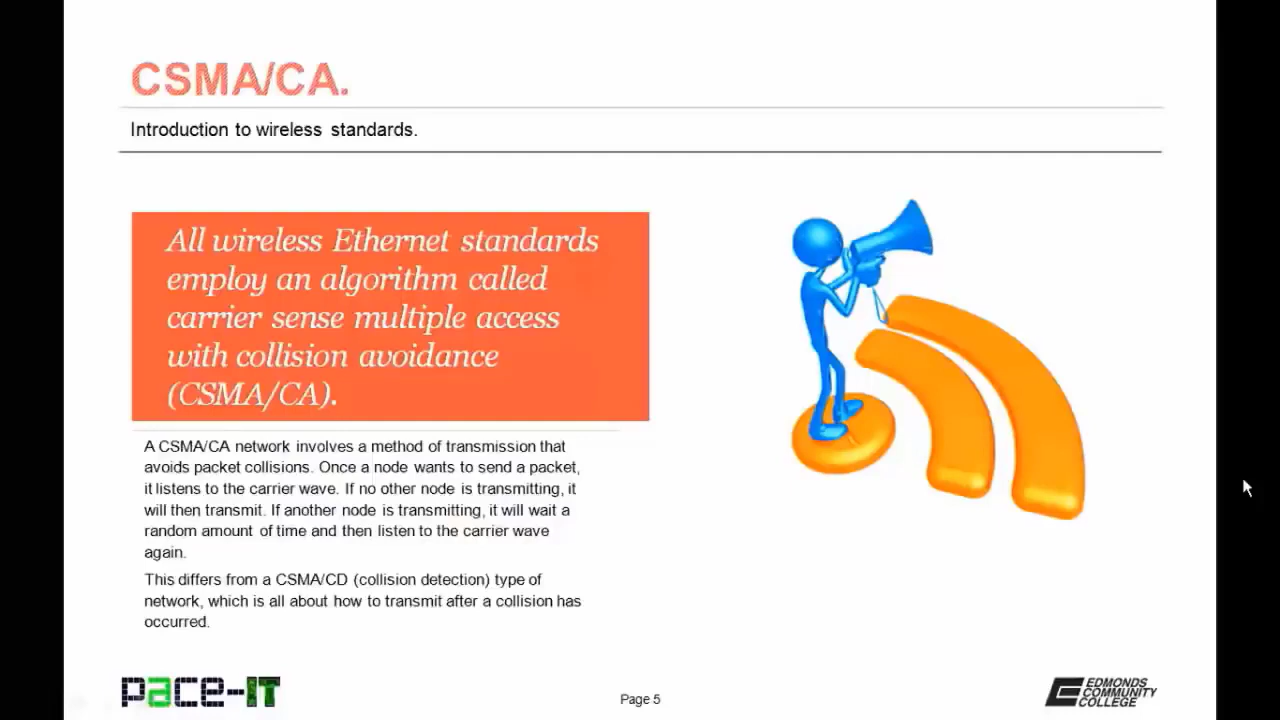 CSMA/CA.
Introduction to wireless standards.
All wireless Ethernet standards
employ an algorithm called
carrier sense multiple access
with collision avoidance
(CSMA/CA).
A CSMA/CA network involves a method of transmission that
avoids packet collisions. Once a node wants to send a packet,
it listens to the carrier wave. If no other node is transmitting, it
will then transmit. If another node is transmitting, it will wait a
random amount of time and then listen to the carrier wave
again.
This differs from a CSMA/CD (collision detection) type of
network, which is all about how to transmit after a collision has
occurred.
pace-IT
Page 5
EDMONDS
COMMUNITY
COLLEGE